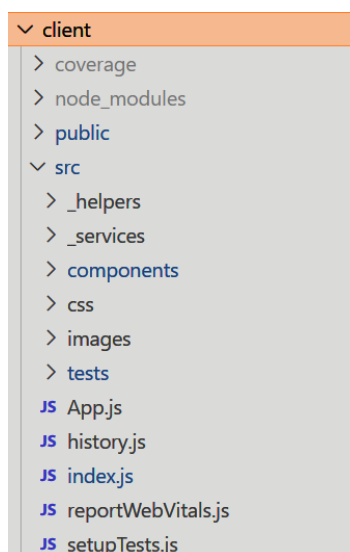 client
coverage
node_modules
public
src
_helpers
_services
components
css
images
tests
JS App.js
JS history.js
JS index.js
JS reportWebVitals.js
JS setupTests.js